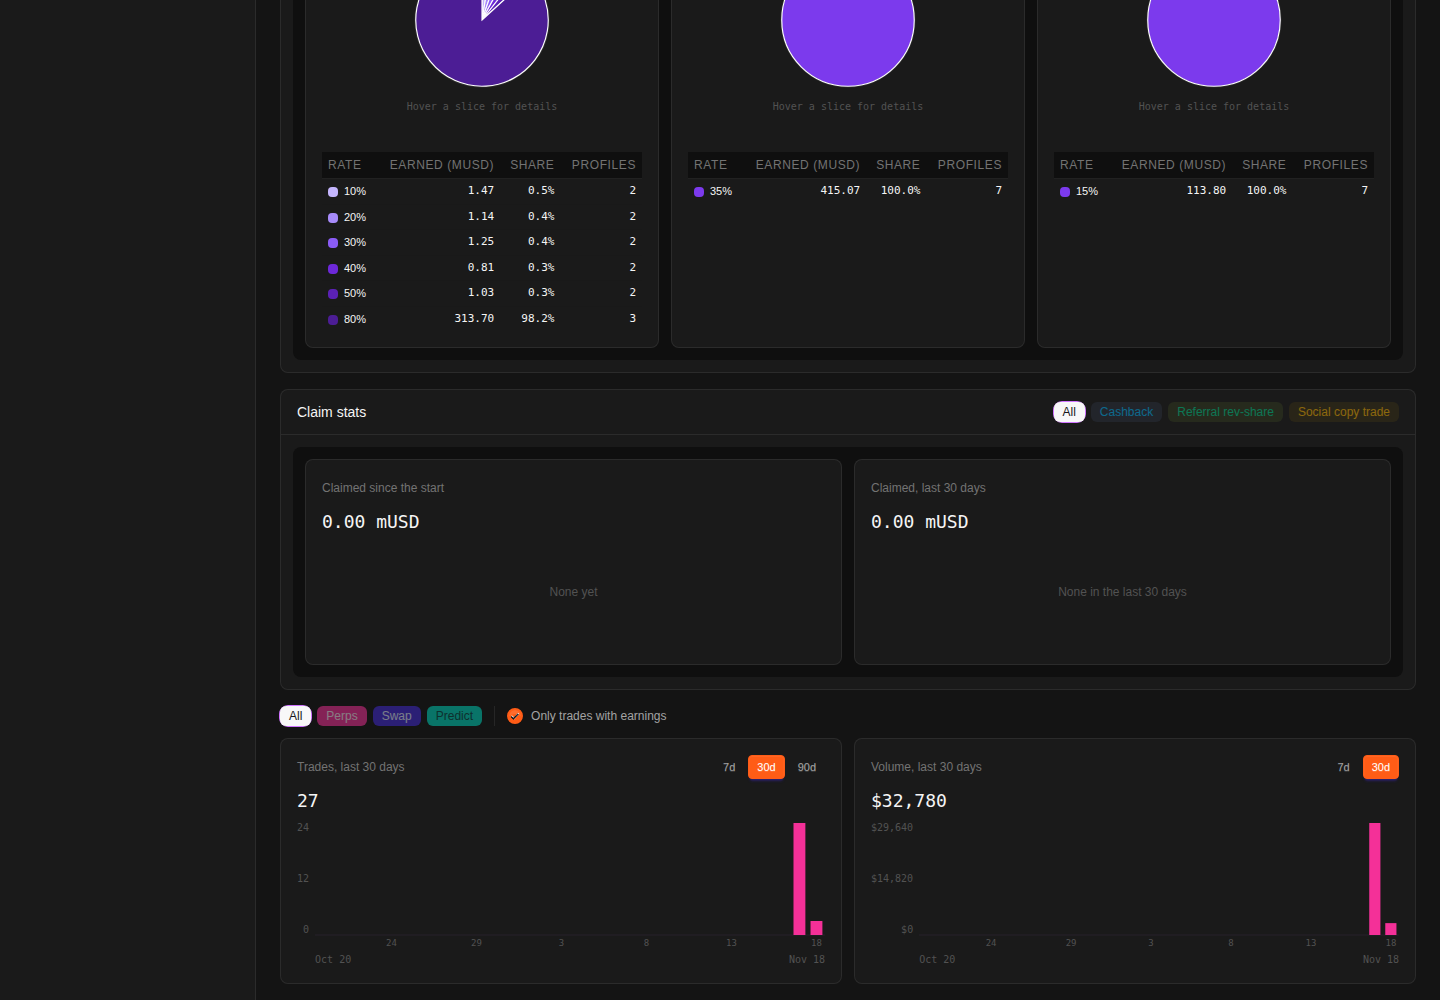 Hover a slice for details
Hover a slice for details
Hover a slice for details
RATE EARNED (MUSD) SHARE PROFILES
10% 1.47 0.5% 2
20% 1.14 0.4% 2
30% 1.25 0.4% 2
40% 0.81 0.3% 2
50% 1.03 0.3% 2
80% 313.70 98.2% 3
RATE EARNED (MUSD) SHARE PROFILES
35% 415.07 100.0% 7
RATE EARNED (MUSD) SHARE PROFILES
15% 113.80 100.0% 7
Claim stats
All Cashback Referral rev-share Social copy trade
Claimed since the start
0.00 mUSD
None yet
Claimed, last 30 days
0.00 mUSD
None in the last 30 days
All Perps Swap Predict Only trades with earnings
Trades, last 30 days 7d 30d 90d
27
24
12
0
24 29 3 8 13 18
Oct 20 Nov 18
Volume, last 30 days 7d 30d
$32,780
$29,640
$14,820
$0
24 29 3 8 13 18
Oct 20 Nov 18